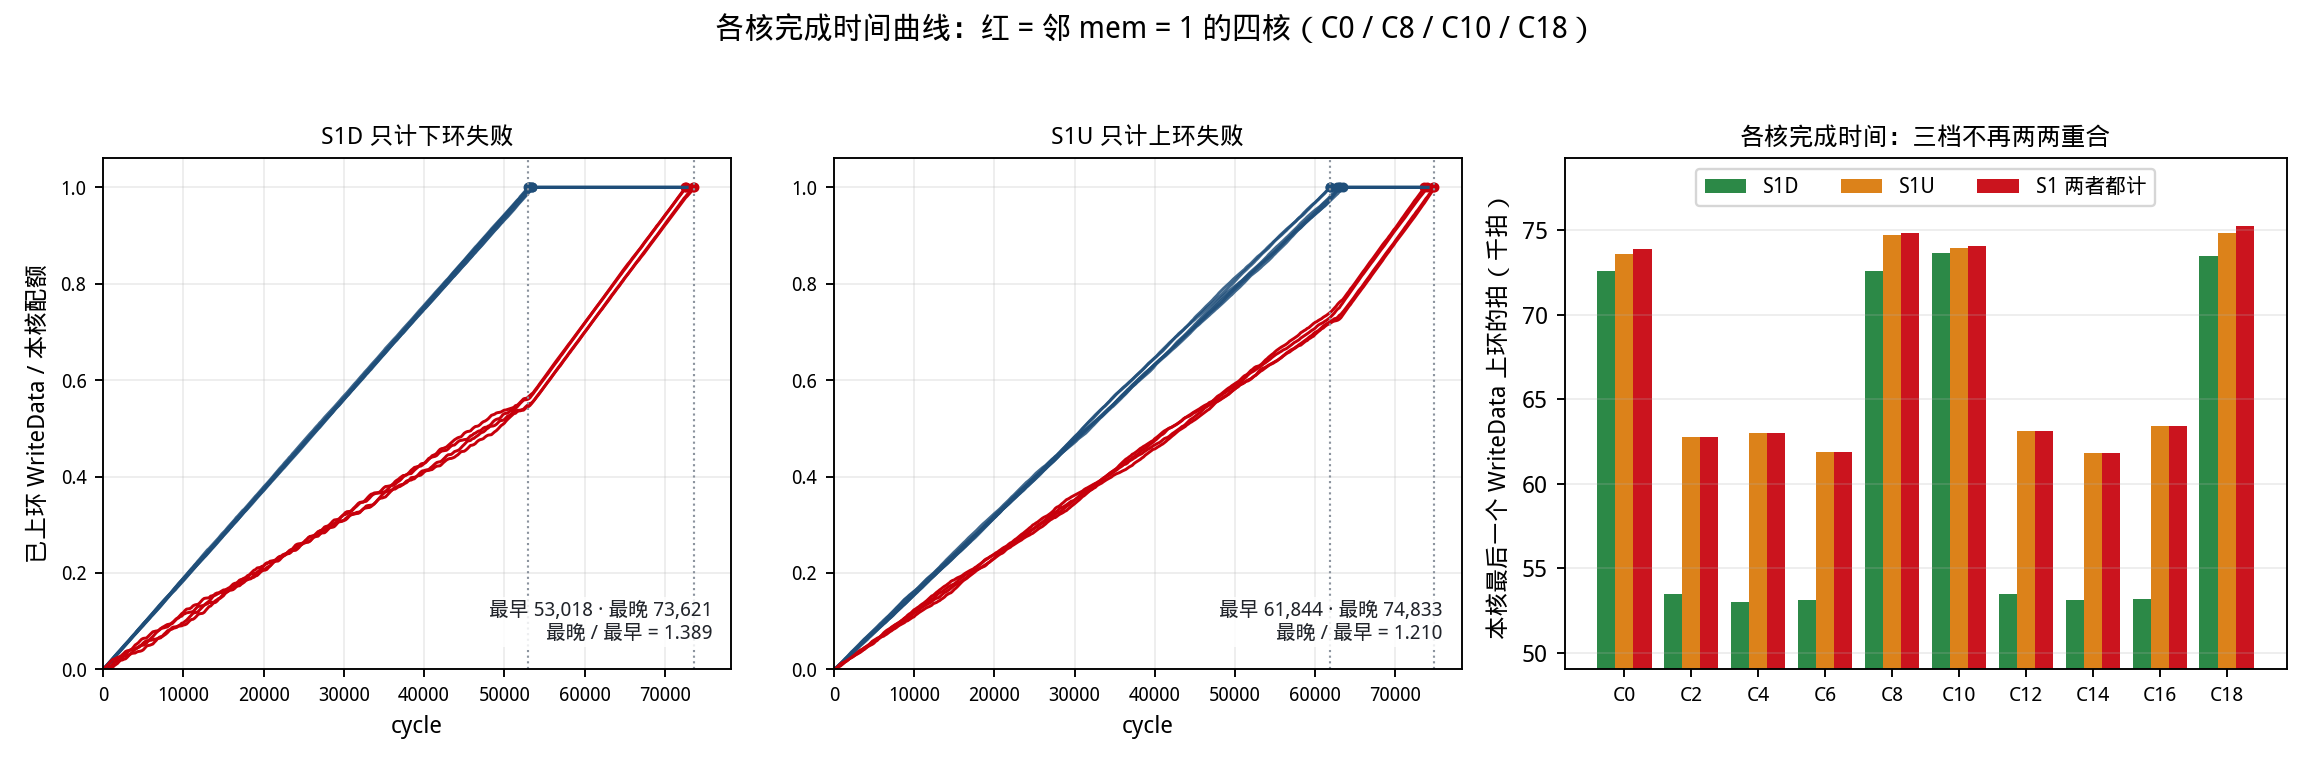 各核完成时间曲线：红 = 邻 mem = 1 的四核（C0 / C8 / C10 / C18）
S1D 只计下环失败
已上环 WriteData / 本核配额
1.0
0.8
0.6
0.4
0.2
0.0
最早 53,018 · 最晚 73,621
最晚 / 最早 = 1.389
0 10000 20000 30000 40000 50000 60000 70000
cycle
S1U 只计上环失败
1.0
0.8
0.6
0.4
0.2
0.0
最早 61,844 · 最晚 74,833
最晚 / 最早 = 1.210
0 10000 20000 30000 40000 50000 60000 70000
cycle
各核完成时间：三档不再两两重合
S1D S1U S1 两者都计
本核最后一个 WriteData 上环的拍（千拍）
75
70
65
60
55
50
C0 C2 C4 C6 C8 C10 C12 C14 C16 C18